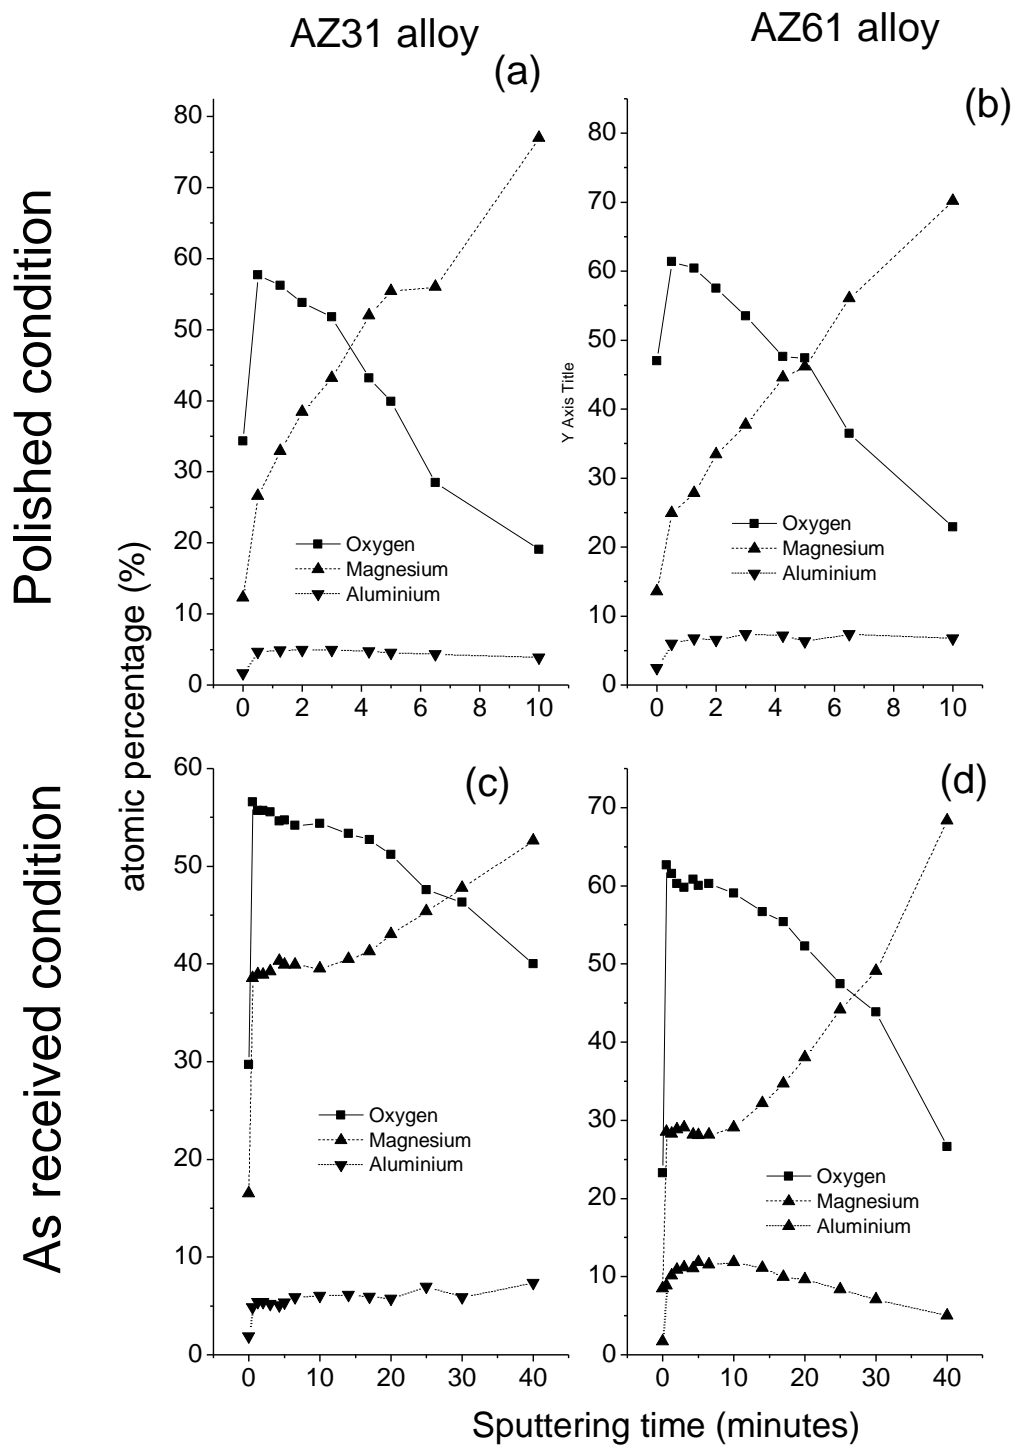 AZ31 alloy
AZ61 alloy
(a)
(b)
Polished condition
80
70
60
50
40
30
20
10
0
0 2 4 6 8 10
Oxygen
Magnesium
Aluminium
Y Axis Title
80
70
60
50
40
30
20
10
0
0 2 4 6 8 10
Oxygen
Magnesium
Aluminium
atomic percentage (%)
As received condition
(c)
60
50
40
30
20
10
0
0 10 20 30 40
Oxygen
Magnesium
Aluminium
(d)
70
60
50
40
30
20
10
0
0 10 20 30 40
Oxygen
Magnesium
Aluminium
Sputtering time (minutes)